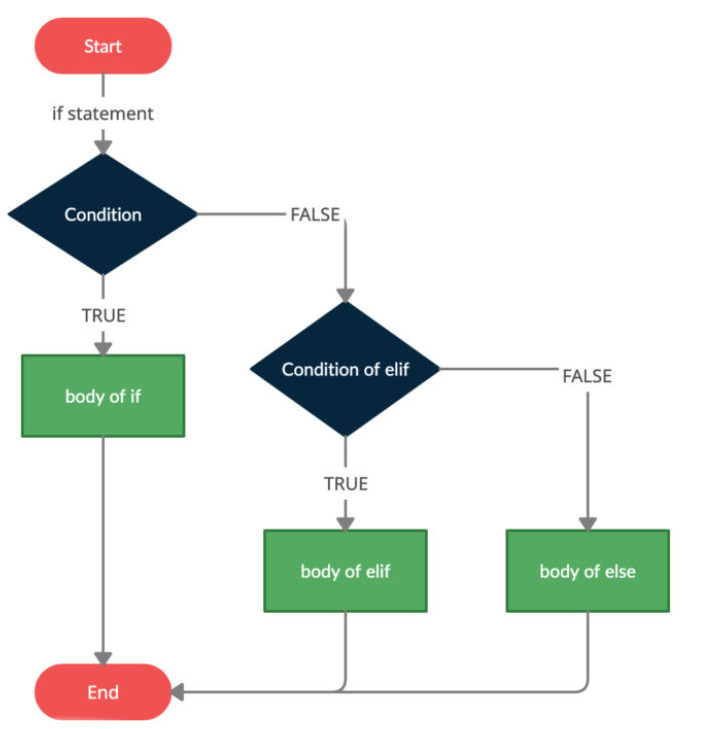 Start
if statement
Condition
FALSE
TRUE
Condition of elif
FALSE
body of if
TRUE
body of elif
body of else
End